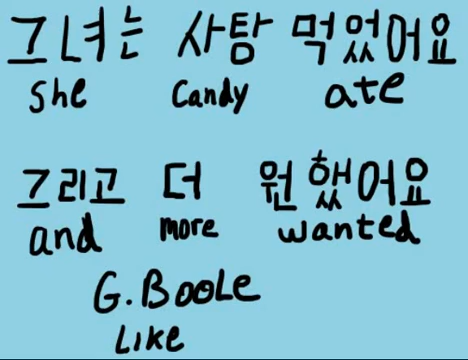 그녀는 사탐 먹었어요
She Candy ate
그리고 더 원했어요
and more wanted
G.BooLe
Like